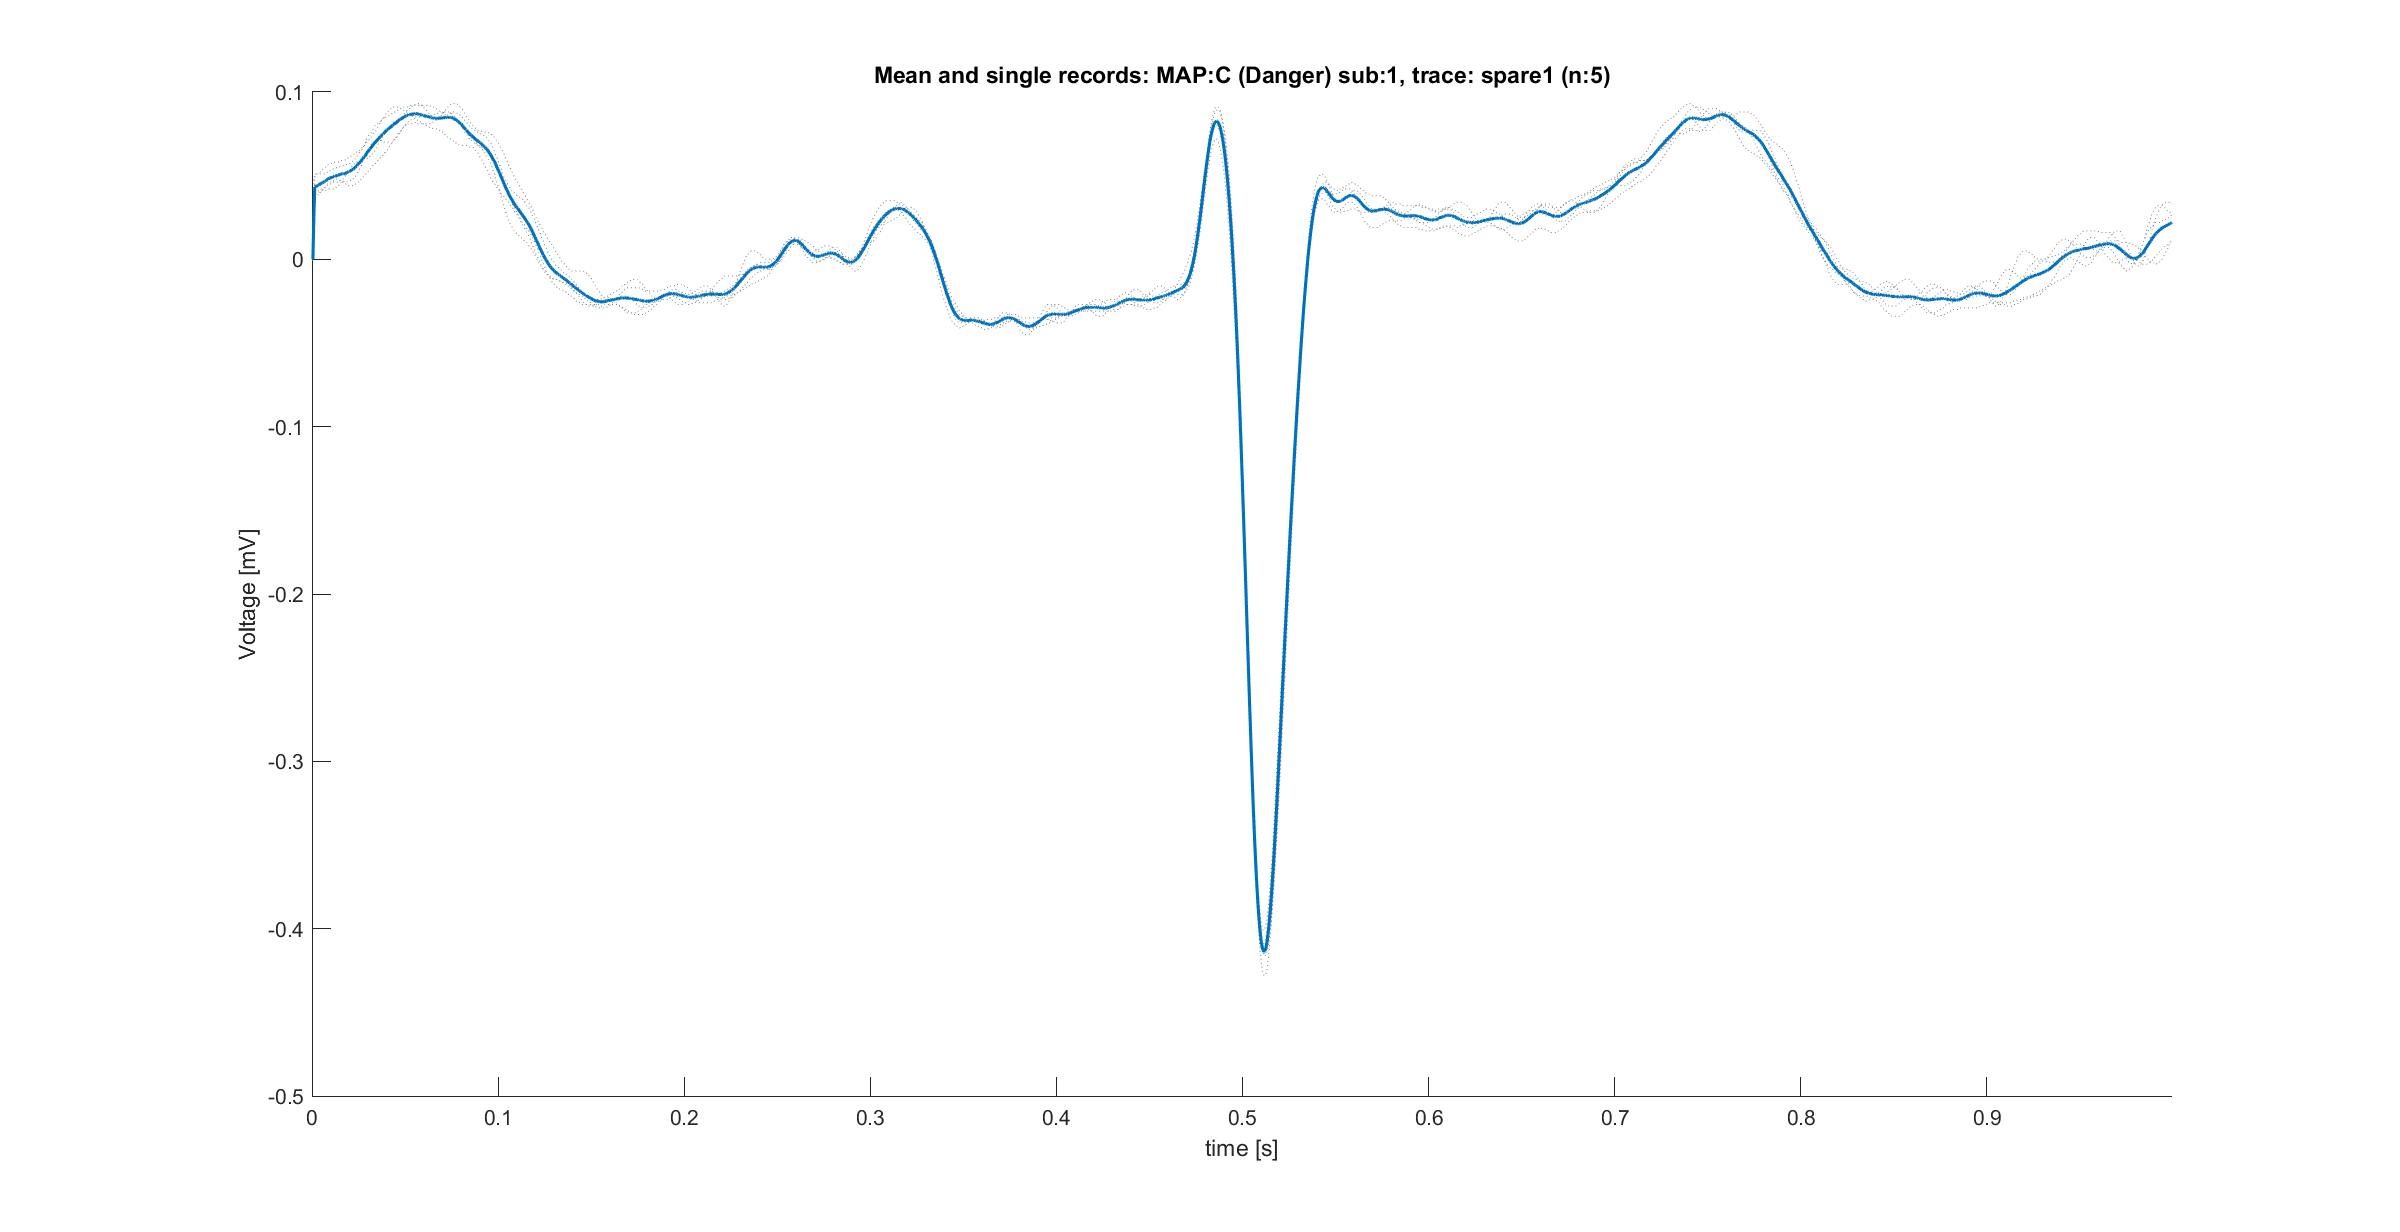 Mean and single records: MAP:C (Danger) sub:1, trace: spare1 (n:5)
0.1
0
-0.1
-0.2
-0.3
-0.4
-0.5
Voltage [mV]
0 0.1 0.2 0.3 0.4 0.5 0.6 0.7 0.8 0.9
time [s]